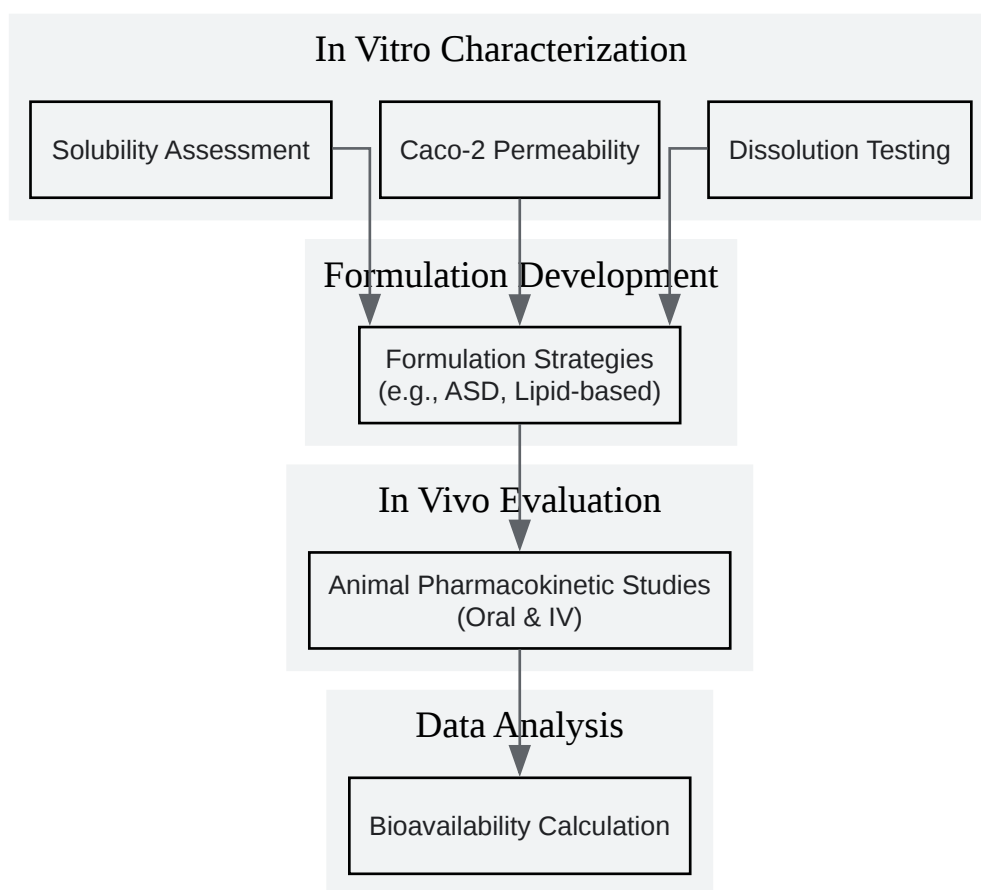 In Vitro Characterization
Solubility Assessment
Caco-2 Permeability
Dissolution Testing
Formulation Development
Formulation Strategies
(e.g., ASD, Lipid-based)
In Vivo Evaluation
Animal Pharmacokinetic Studies
(Oral & IV)
Data Analysis
Bioavailability Calculation